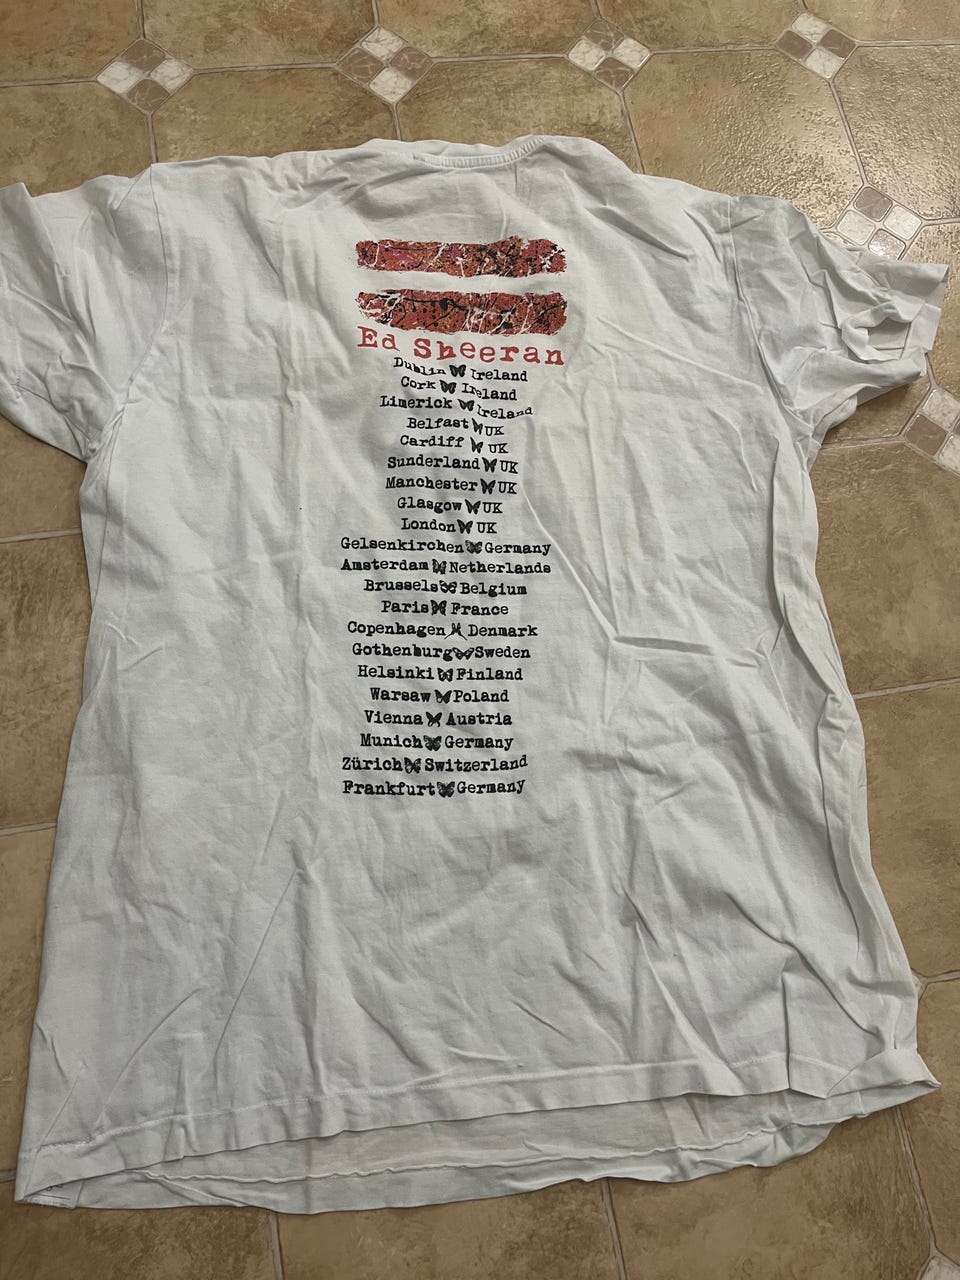 Ed Sheeran
Dublin Ireland
Cork Ireland
Limerick Ireland
Belfast UK
Cardiff UK
Sunderland UK
Manchester UK
Glasgow UK
London UK
Gelsenkirchen Germany
Amsterdam Netherlands
Brussels Belgium
Paris France
Copenhagen Denmark
Gothenburg Sweden
Helsinki Finland
Warsaw Poland
Vienna Austria
Munich Germany
Zürich Switzerland
Frankfurt Germany